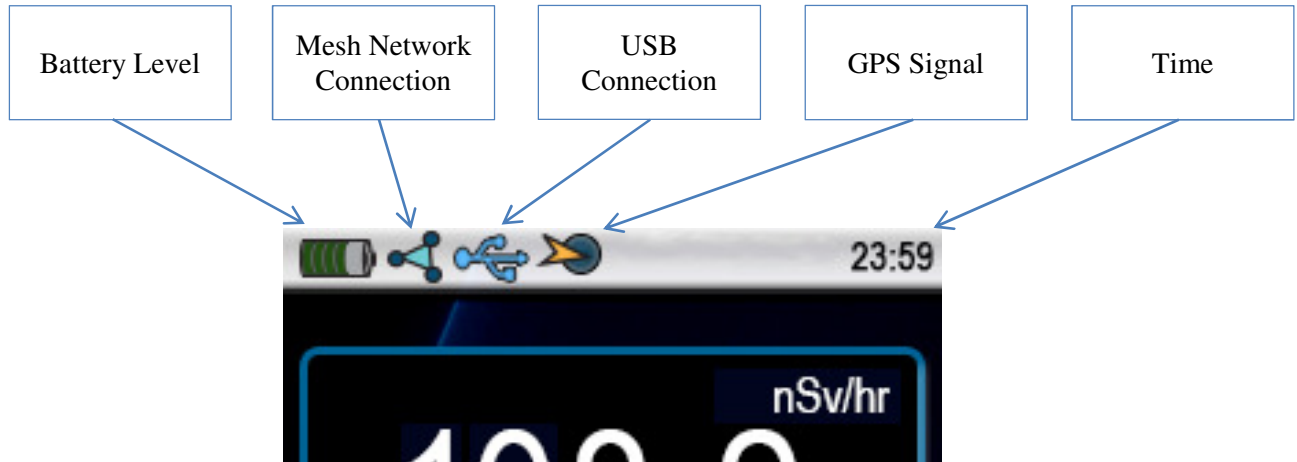 Battery Level
Mesh Network
Connection
USB
Connection
GPS Signal
Time
23:59
nSv/hr